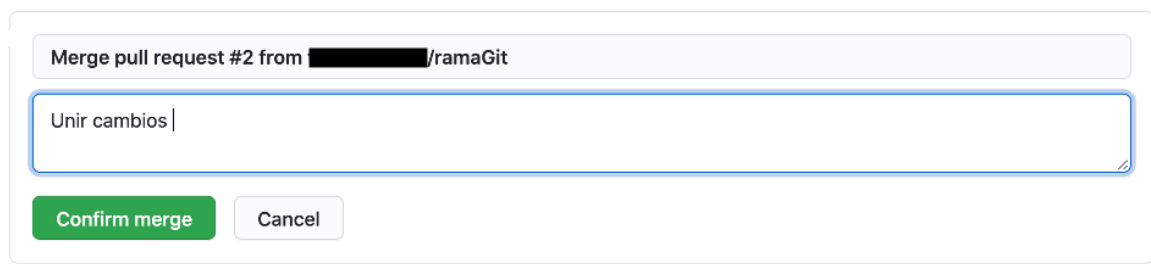 Merge pull request #2 from /ramaGit
Unir cambios
Confirm merge
Cancel